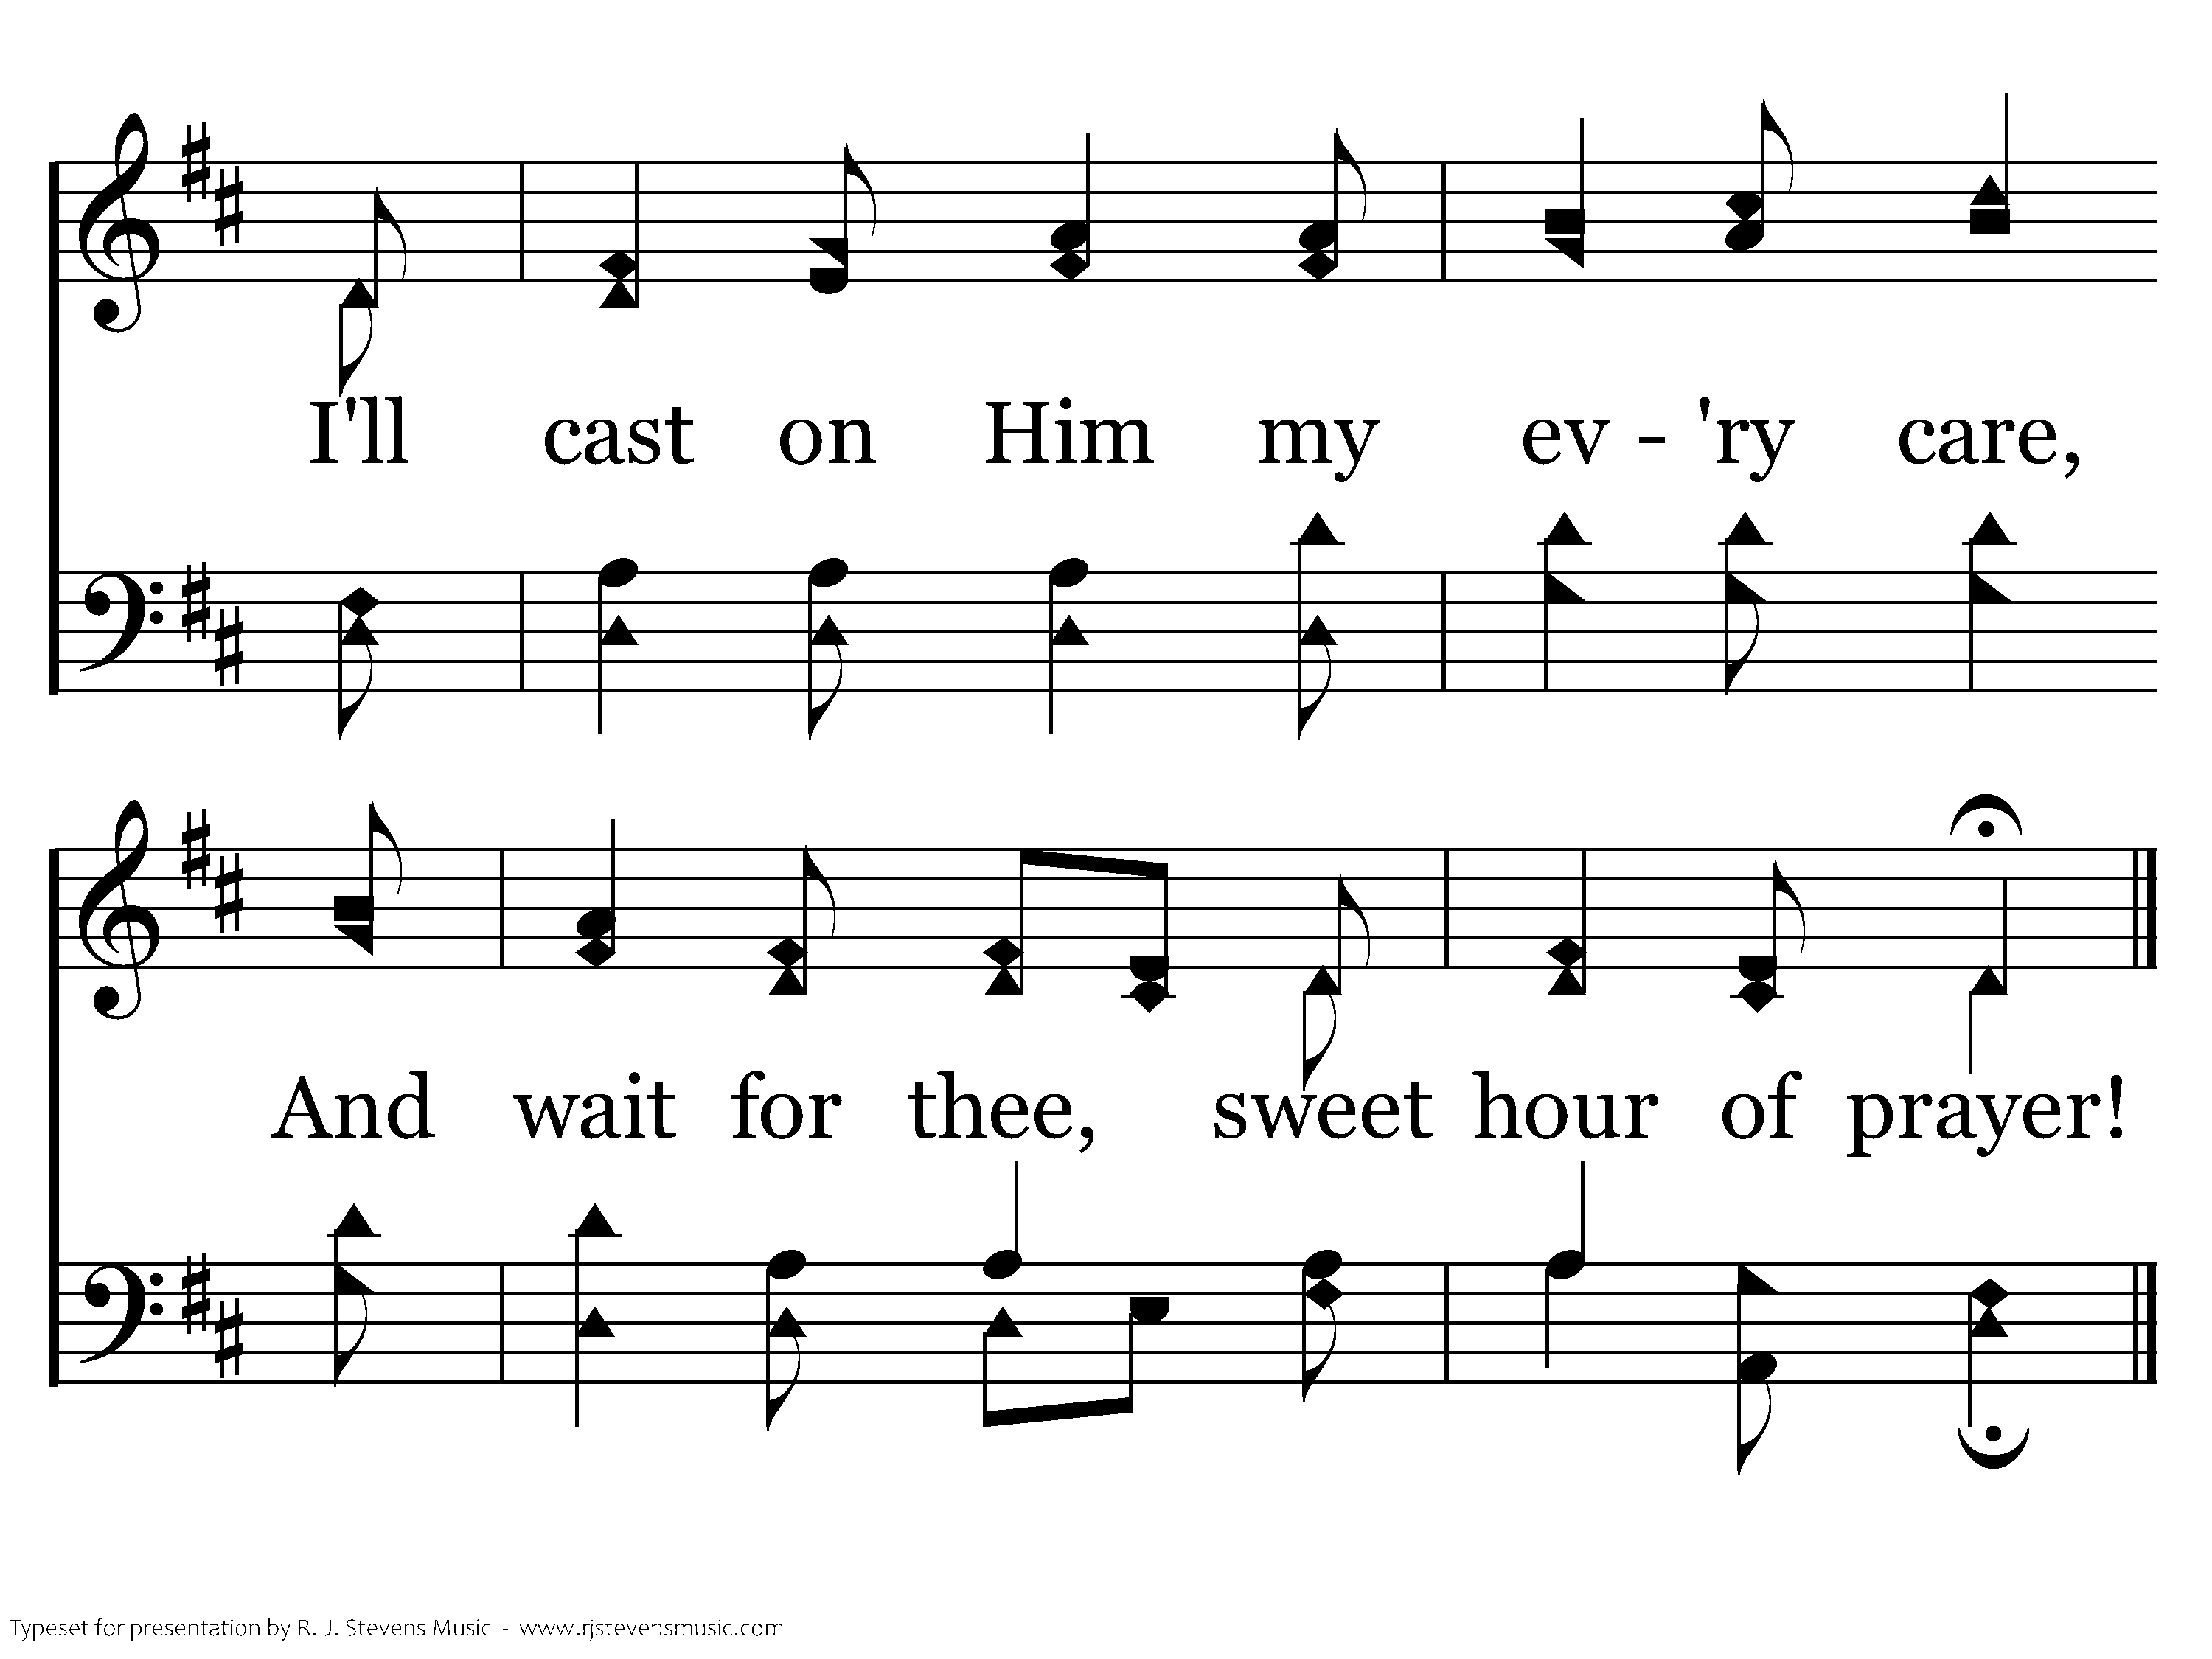 I'll cast on Him my ev - 'ry care,
And wait for thee, sweet hour of prayer!
Typeset for presentation by R. J. Stevens Music - www.rjstevensmusic.com